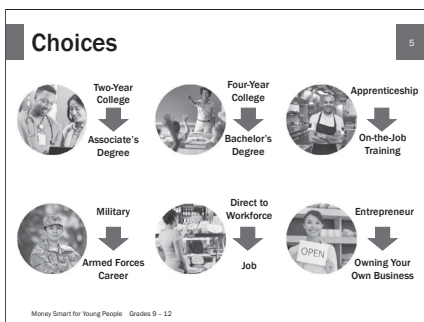 Choices
5
Two-Year
College
Associate's
Degree
Four-Year
College
Bachelor's
Degree
Apprenticeship
On-the-Job
Training
Military
Armed Forces
Career
Direct to
Workforce
Job
Entrepreneur
OPEN
Owning Your
Own Business
Money Smart for Young People Grades 9 – 12